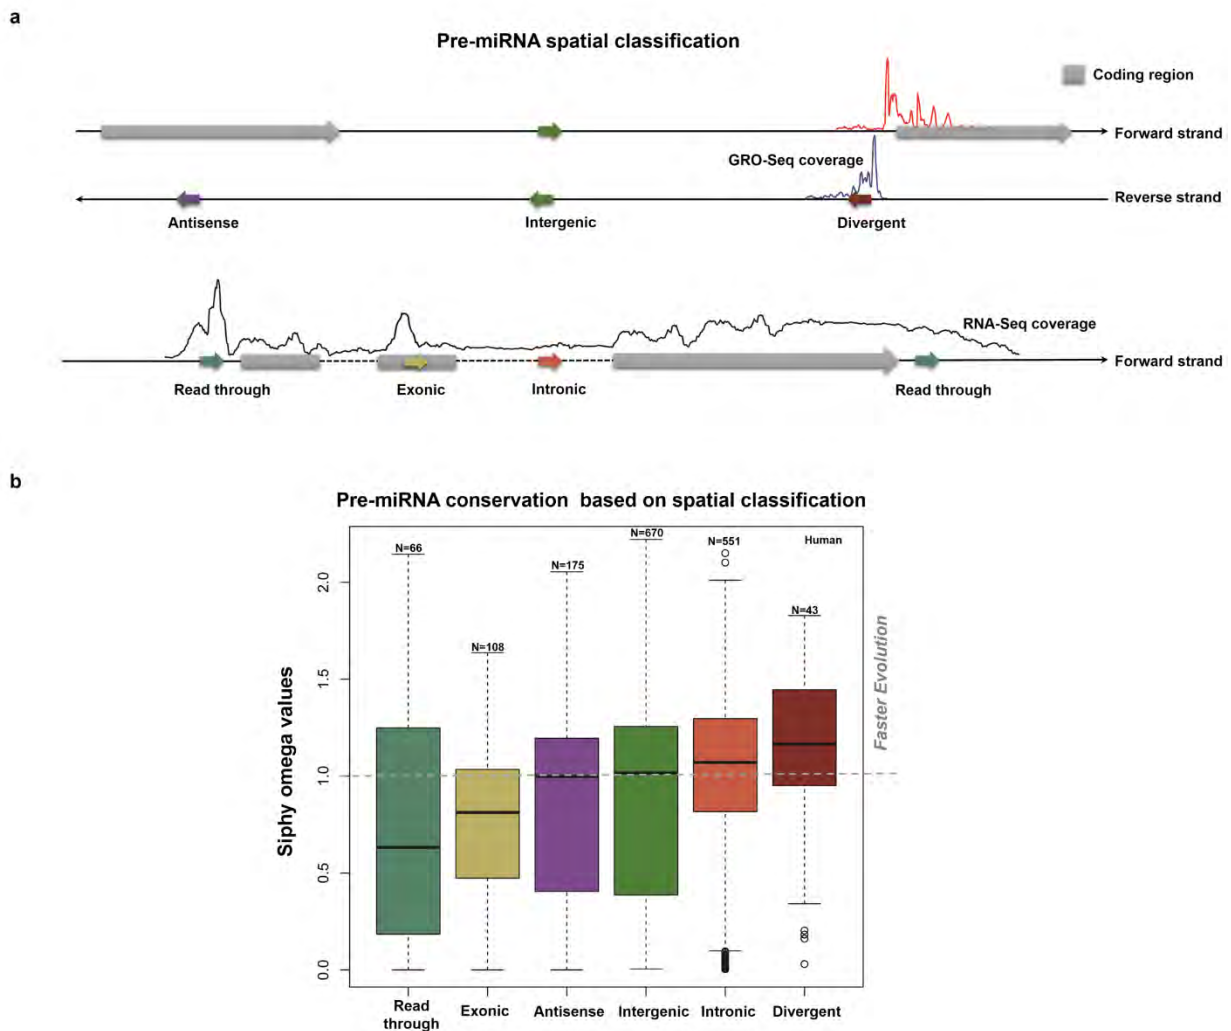 a
Pre-miRNA spatial classification
Coding region
Forward strand
GRO-Seq coverage
Reverse strand
Antisense
Intergenic
Divergent
RNA-Seq coverage
Forward strand
Read through
Exonic
Intronic
Read through
b
Pre-miRNA conservation based on spatial classification
N=66
N=108
N=175
N=670
N=551
Human
N=43
Siphy omega values
2.0
1.5
1.0
0.5
0.0
Faster Evolution
Read
through
Exonic
Antisense
Intergenic
Intronic
Divergent